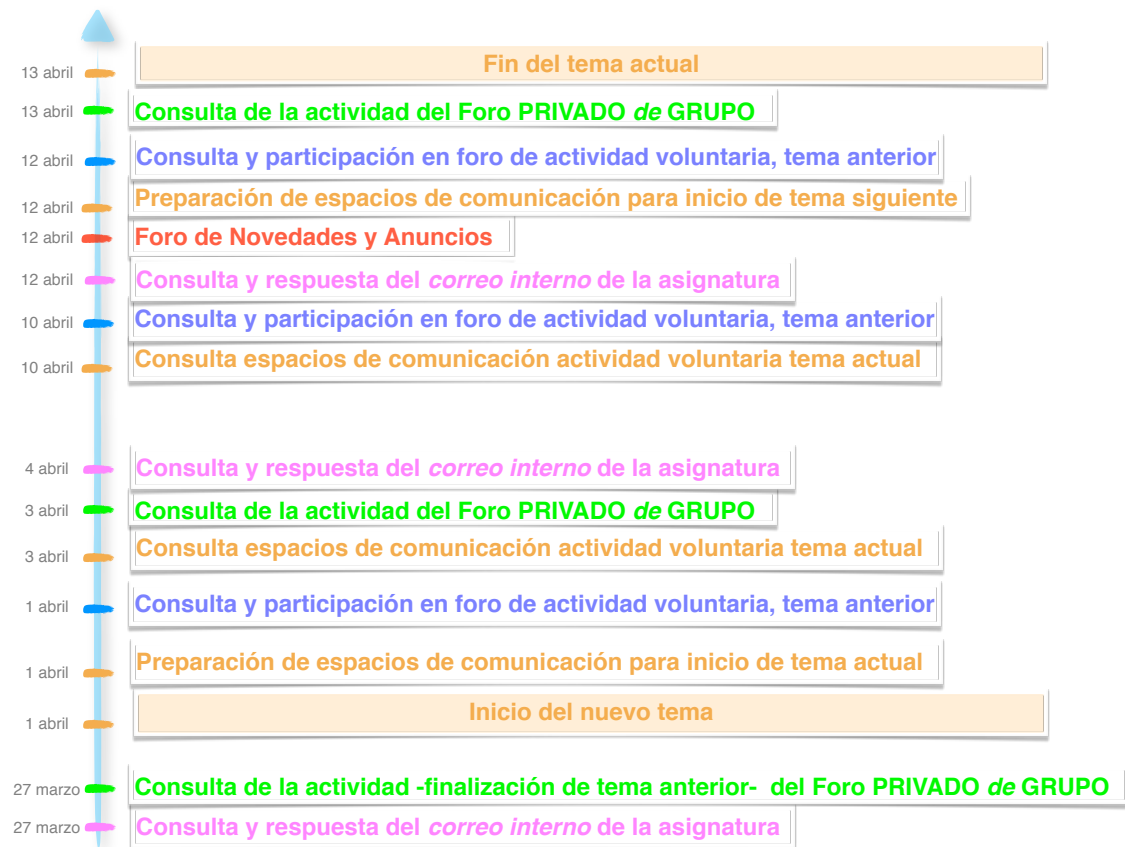 13 abril Fin del tema actual
13 abril Consulta de la actividad del Foro PRIVADO de GRUPO
12 abril Consulta y participación en foro de actividad voluntaria, tema anterior
12 abril Preparación de espacios de comunicación para inicio de tema siguiente
12 abril Foro de Novedades y Anuncios
12 abril Consulta y respuesta del correo interno de la asignatura
10 abril Consulta y participación en foro de actividad voluntaria, tema anterior
10 abril Consulta espacios de comunicación actividad voluntaria tema actual
4 abril Consulta y respuesta del correo interno de la asignatura
3 abril Consulta de la actividad del Foro PRIVADO de GRUPO
3 abril Consulta espacios de comunicación actividad voluntaria tema actual
1 abril Consulta y participación en foro de actividad voluntaria, tema anterior
1 abril Preparación de espacios de comunicación para inicio de tema actual
1 abril Inicio del nuevo tema
27 marzo Consulta de la actividad -finalización de tema anterior- del Foro PRIVADO de GRUPO
27 marzo Consulta y respuesta del correo interno de la asignatura